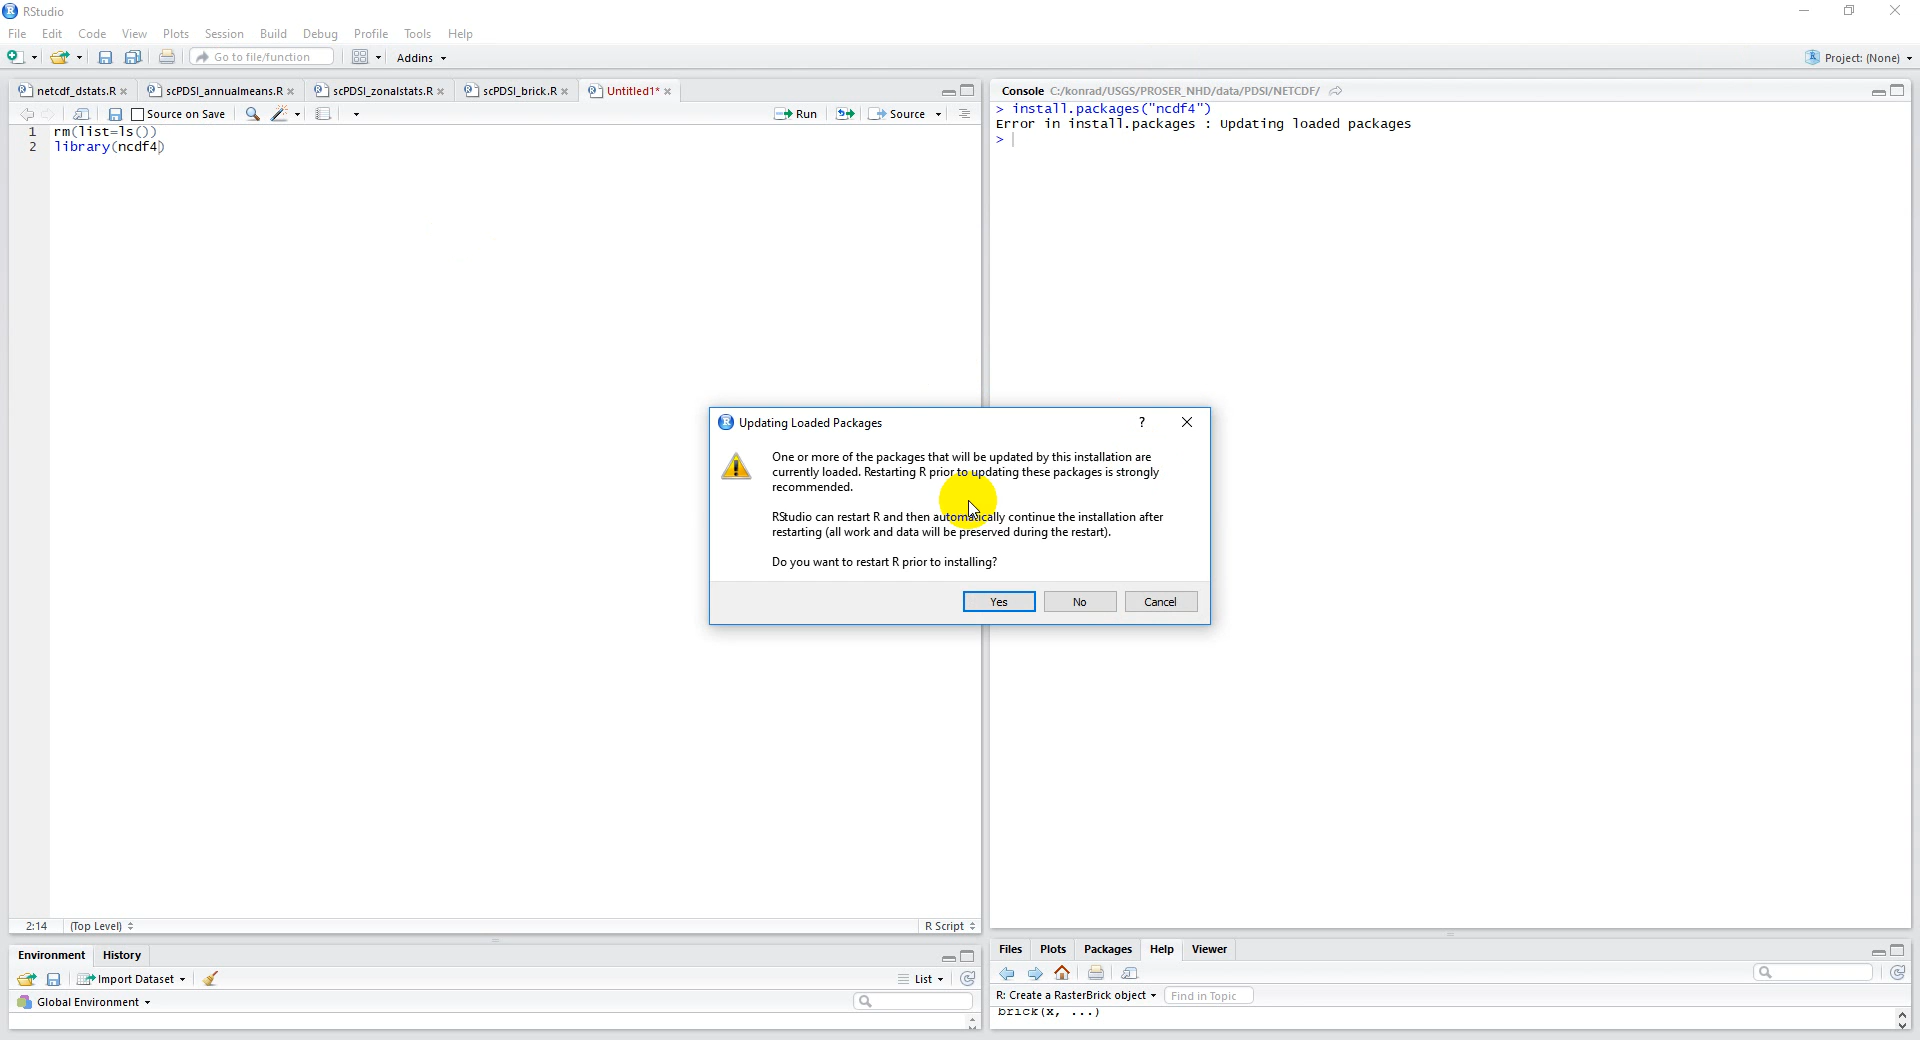 RStudio
File Edit Code View Plots Session Build Debug Profile Tools Help
Go to file/function Addins Project: (None)
netcdf_dstats.R scPDSI_annualmeans.R scPDSI_zonalstats.R scPDSI_brick.R Untitled1*
Source on Save Run Source
1 rm(list=ls())
2 library(ncdf4)
Console C:/konrad/USGS/PROSER_NHD/data/PDSI/NETCDF/
> install.packages("ncdf4")
Error in install.packages : Updating loaded packages
>
Updating Loaded Packages ?
One or more of the packages that will be updated by this installation are
currently loaded. Restarting R prior to updating these packages is strongly
recommended.
RStudio can restart R and then automatically continue the installation after
restarting (all work and data will be preserved during the restart).
Do you want to restart R prior to installing?
Yes No Cancel
2:14 (Top Level) R Script
Environment History
Import Dataset List
Global Environment
Files Plots Packages Help Viewer
R: Create a RasterBrick object Find in Topic
brick(x, ...)